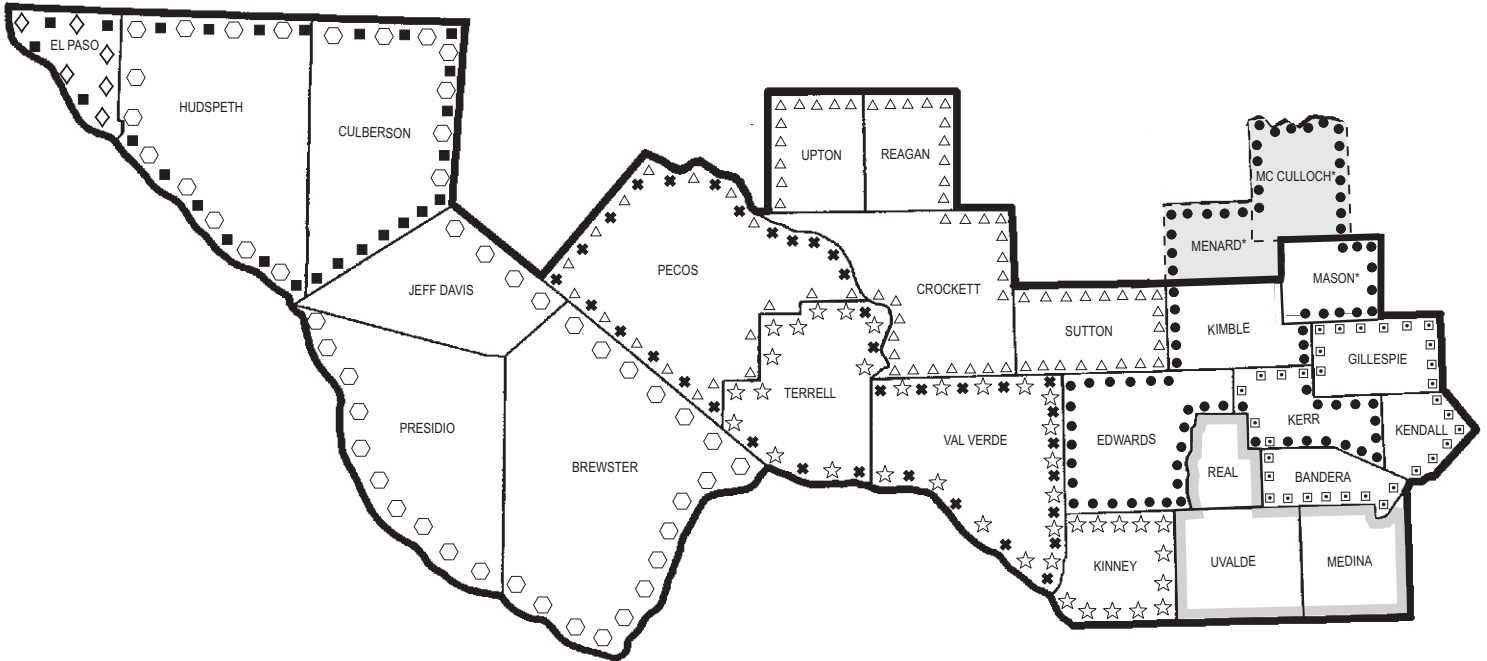 EL PASO
HUDSPETH
CULBERSON
UPTON
REAGAN
MC CULLOCH*
MENARD*
PECOS
MASON*
JEFF DAVIS
CROCKETT
SUTTON
KIMBLE
GILLESPIE
TERRELL
PRESIDIO
VAL VERDE
EDWARDS
KERR
KENDALL
BREWSTER
REAL
BANDERA
KINNEY
UVALDE
MEDINA